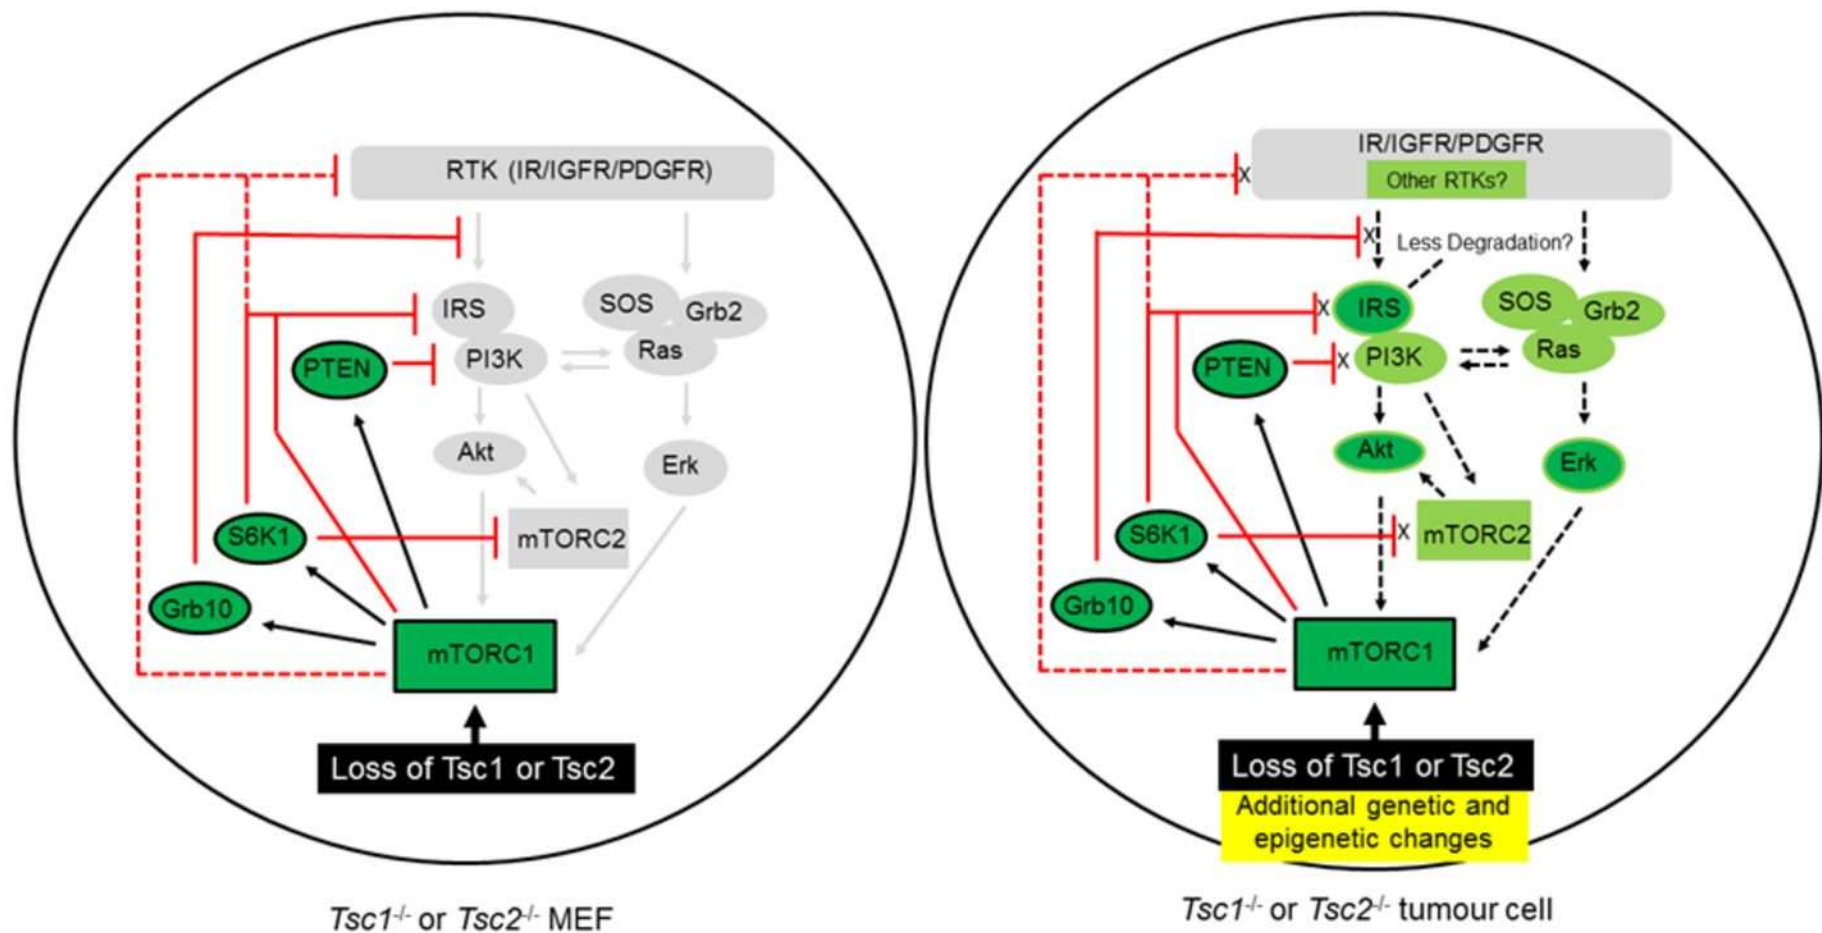 RTK (IR/IGFR/PDGFR)
IRS
SOS
Grb2
PTEN
PI3K
Ras
Akt
Erk
S6K1
mTORC2
Grb10
mTORC1
Loss of Tsc1 or Tsc2
Tsc1-/- or Tsc2-/- MEF
IR/IGFR/PDGFR
X
Other RTKs?
X
Less Degradation?
X
IRS
SOS
Grb2
PTEN
X
PI3K
Ras
Akt
Erk
S6K1
X
mTORC2
Grb10
mTORC1
Loss of Tsc1 or Tsc2
Additional genetic and
epigenetic changes
Tsc1-/- or Tsc2-/- tumour cell